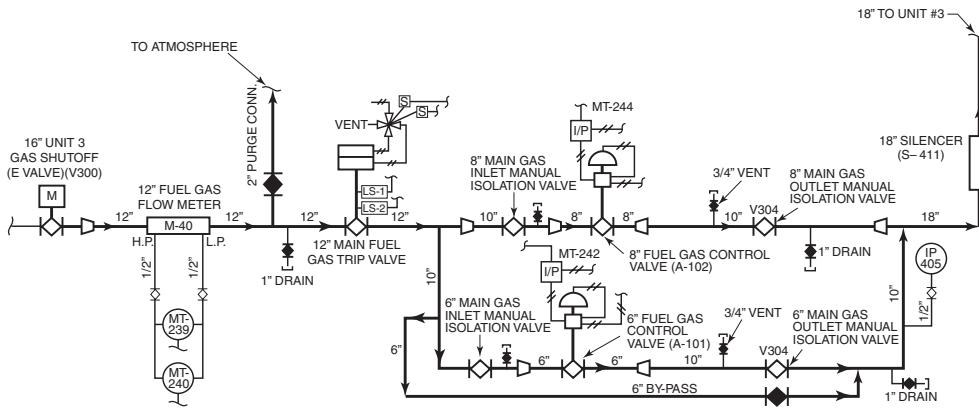 18” TO UNIT #3
TO ATMOSPHERE
2” PURGE CONN.
VENT
S
S
MT-244
I/P
16” UNIT 3
GAS SHUTOFF
(E VALVE)(V300)
M
12” FUEL GAS
FLOW METER
M-40
H.P.
L.P.
12”
12”
12”
12”
LS-1
LS-2
12” MAIN FUEL
GAS TRIP VALVE
1” DRAIN
8” MAIN GAS
INLET MANUAL
ISOLATION VALVE
10”
8”
8”
3/4” VENT
10”
V304
8” MAIN GAS
OUTLET MANUAL
ISOLATION VALVE
18” SILENCER
(S–411)
18”
1” DRAIN
8” FUEL GAS CONTROL
VALVE (A-102)
MT-242
I/P
IP
405
1/2”
1/2”
1/2”
MT-
239
MT-
240
10”
10”
6” MAIN GAS
INLET MANUAL
ISOLATION VALVE
6” FUEL GAS
CONTROL
VALVE (A-101)
3/4” VENT
6” MAIN GAS
OUTLET MANUAL
ISOLATION VALVE
V304
6”
6”
6”
10”
6” BY-PASS
1” DRAIN